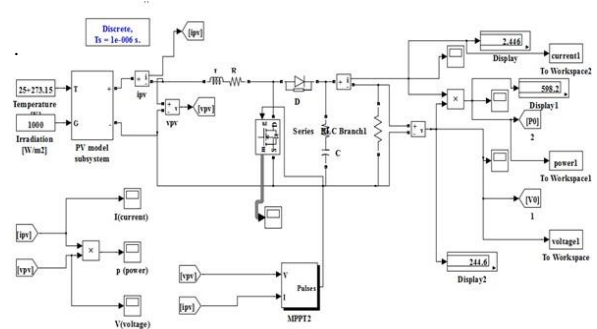 Discrete,
Ts = 1e-006 s.
[ipv]
2.446
Display
current1
To Workspace2
25+273.15
Temperature
T
ipv
R
D
598.2
Display1
1000
Irradiation
[W/m2]
G
PV model
subsystem
vpv
[vpv]
Series RLC Branch1
C
[P0]
2
power1
To Workspace1
I(current)
[V0]
1
[ipv]
[vpv]
p (power)
voltage1
To Workspace
244.6
Display2
[vpv]
[ipv]
V
I
Pulses
MPPT2
V(voltage)